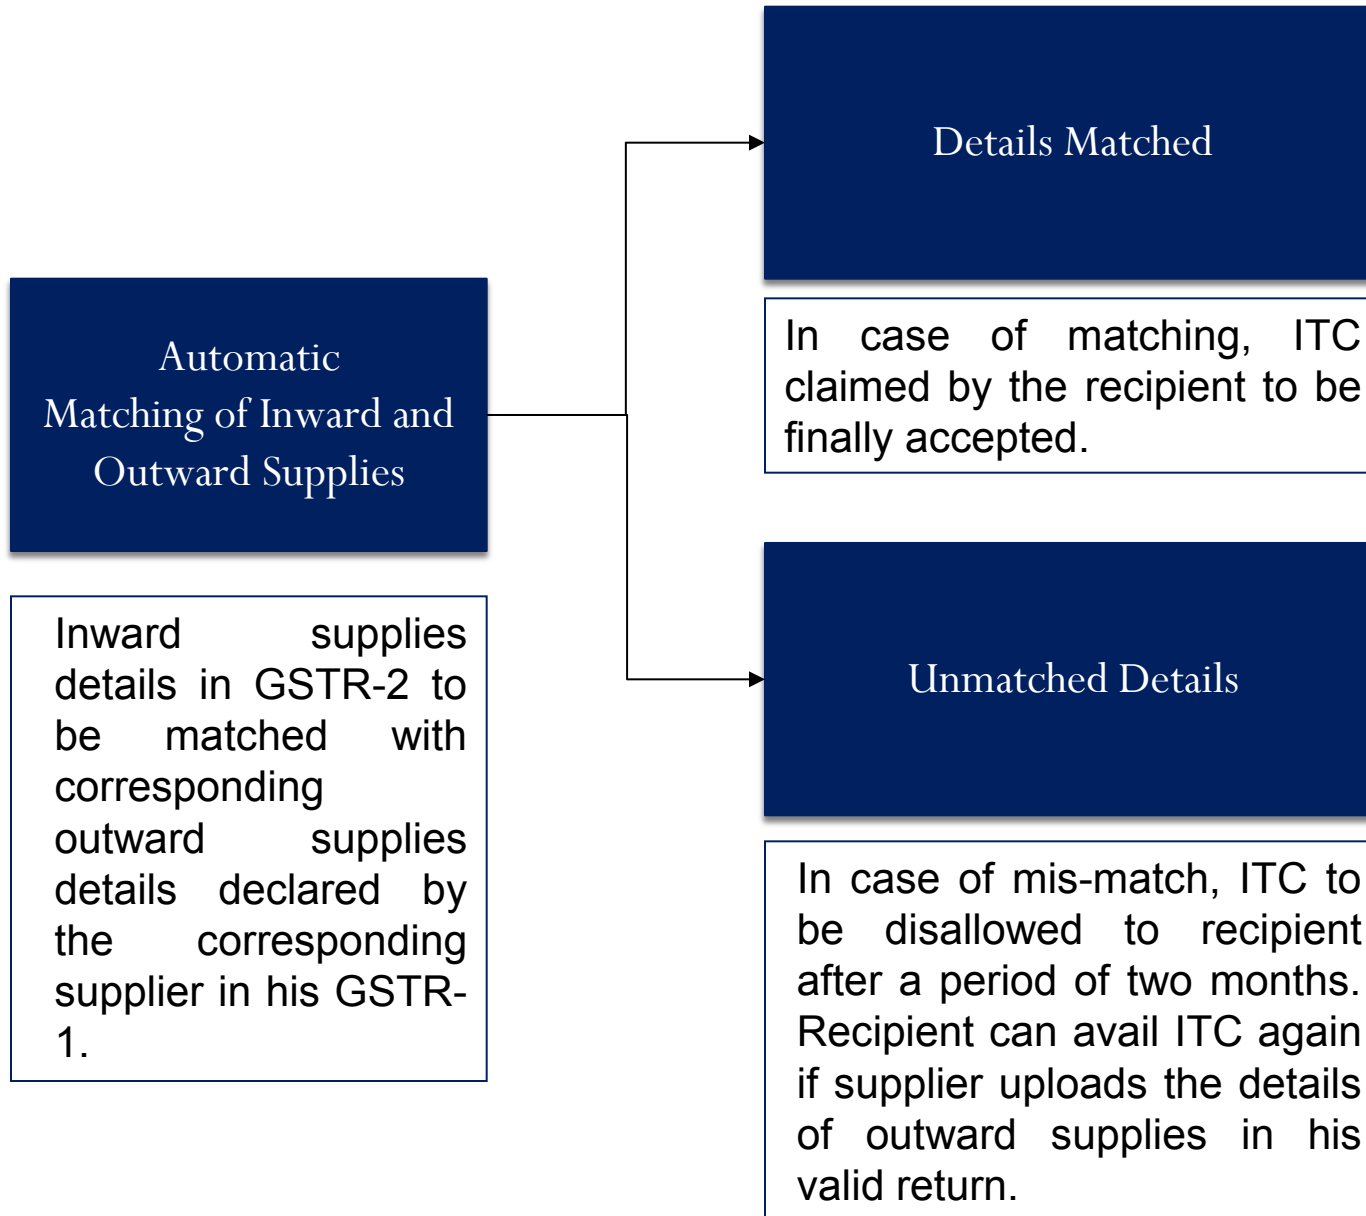 Automatic
Matching of Inward and
Outward Supplies
Inward supplies
details in GSTR-2 to
be matched with
corresponding
outward supplies
details declared by
the corresponding
supplier in his GSTR-
1.
Details Matched
In case of matching, ITC
claimed by the recipient to be
finally accepted.
Unmatched Details
In case of mis-match, ITC to
be disallowed to recipient
after a period of two months.
Recipient can avail ITC again
if supplier uploads the details
of outward supplies in his
valid return.